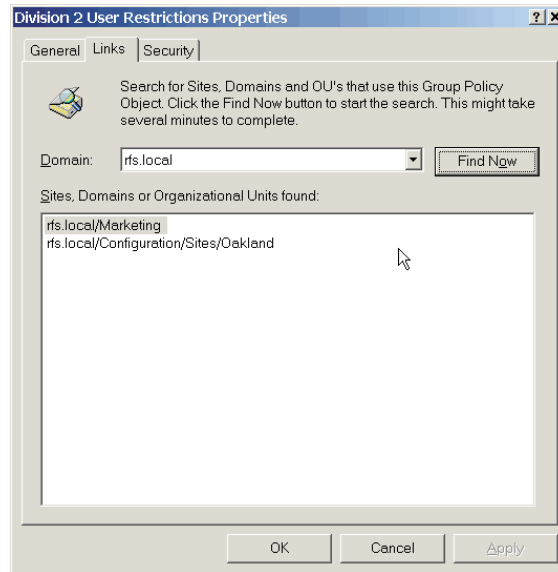 Division 2 User Restrictions Properties
General Links Security
Search for Sites, Domains and OU's that use this Group Policy
Object. Click the Find Now button to start the search. This might take
several minutes to complete.
Domain: rfs.local Find Now
Sites, Domains or Organizational Units found:
rfs.local/Marketing
rfs.local/Configuration/Sites/Oakland
OK Cancel Apply